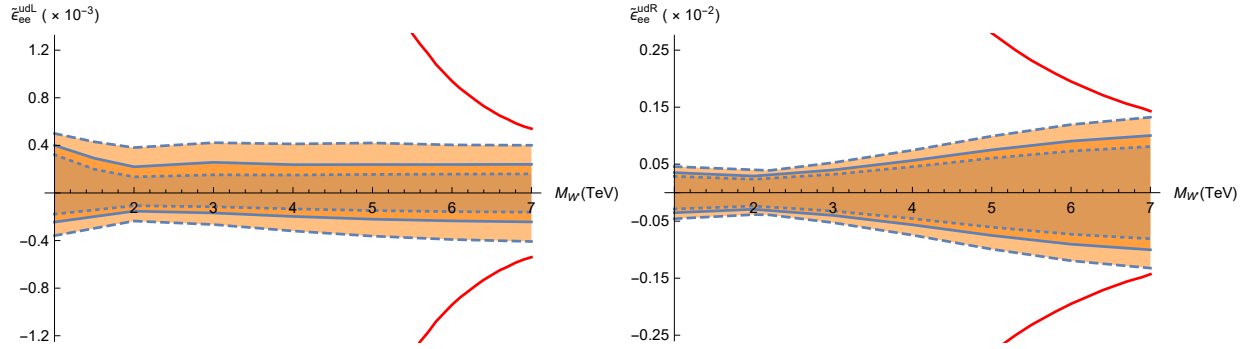 ε̃ee^udL ( × 10⁻³)
1.2
0.8
0.4
-0.4
-0.8
-1.2
2 3 4 5 6 7
M_W'(TeV)
ε̃ee^udR ( × 10⁻²)
0.25
0.15
0.05
-0.05
-0.15
-0.25
2 3 4 5 6 7
M_W'(TeV)